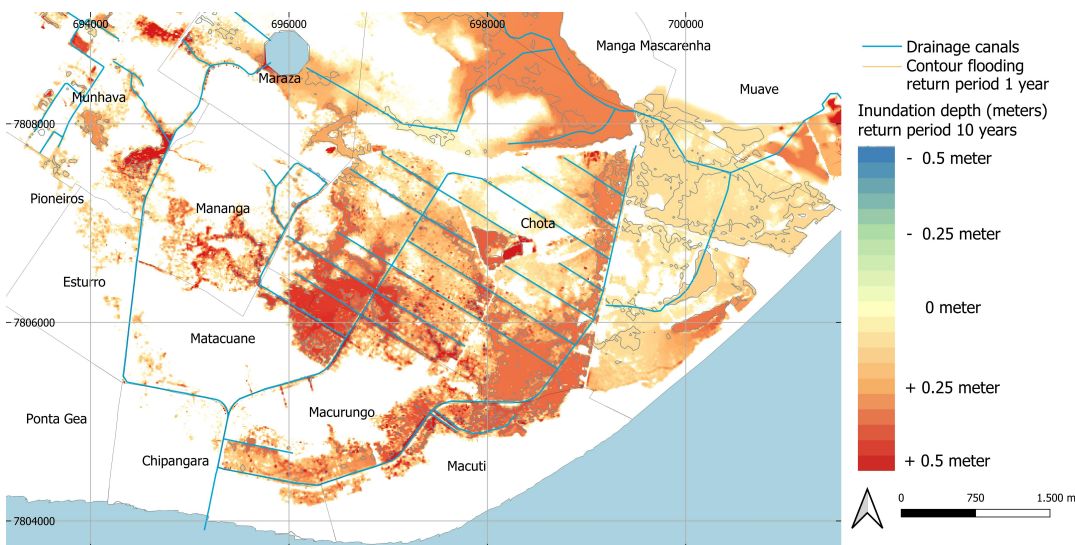 694000
696000
698000
700000
Manga Mascarenha
Drainage canals
Contour flooding
return period 1 year
Maraza
Muave
Munhava
Inundation depth (meters)
return period 10 years
7808000
- 0.5 meter
Pioneiros
Mananga
Chota
- 0.25 meter
Esturro
0 meter
7806000
Matacuane
+ 0.25 meter
Ponta Gea
Macurungo
Chipangara
Macuti
+ 0.5 meter
0
750
1.500 m
7804000